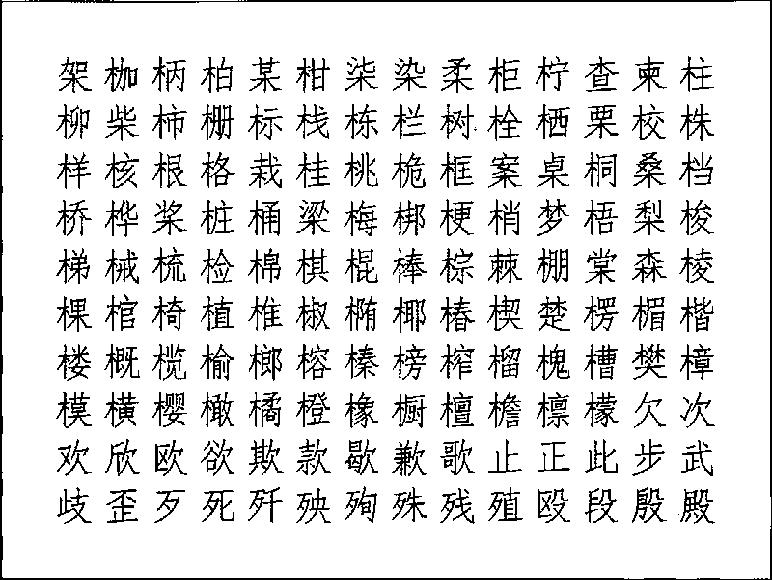 架枷柄柏某柑柒染柔柜柠查柬柱
柳柴柿栅标栈栋栏树栓栖栗校株
样核根格栽桂桃桅框案桌桐桑档
桥桦桨桩桶梁梅梆梗梢梦梧梨梭
梯械梳检棉棋棍棒棕棘棚棠森棱
棵棺椅植椎椒椭椰椿楔楚楞楣楷
楼概榄榆榔榕榛榜榨榴槐槽樊樟
模横樱橄橘橙橡橱檀檐檩檬欠次
欢欣欧欲欺款歇歉歌止正此步武
歧歪歹死歼殃殉殊残殖殴段殷殿